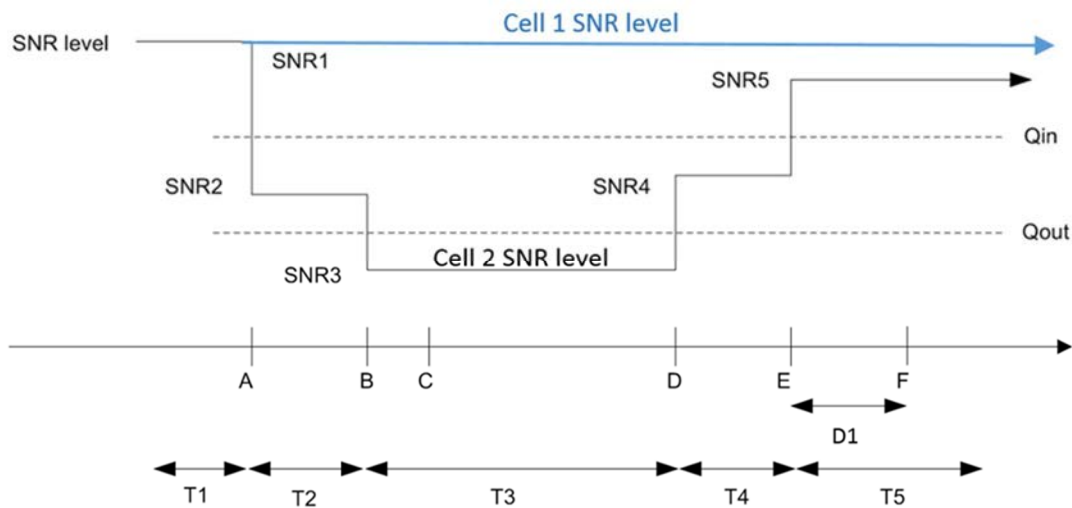 Cell 1 SNR level
SNR level
SNR1
SNR5
Qin
SNR2
SNR4
Qout
Cell 2 SNR level
SNR3
A B C D E F
D1
T1 T2 T3 T4 T5